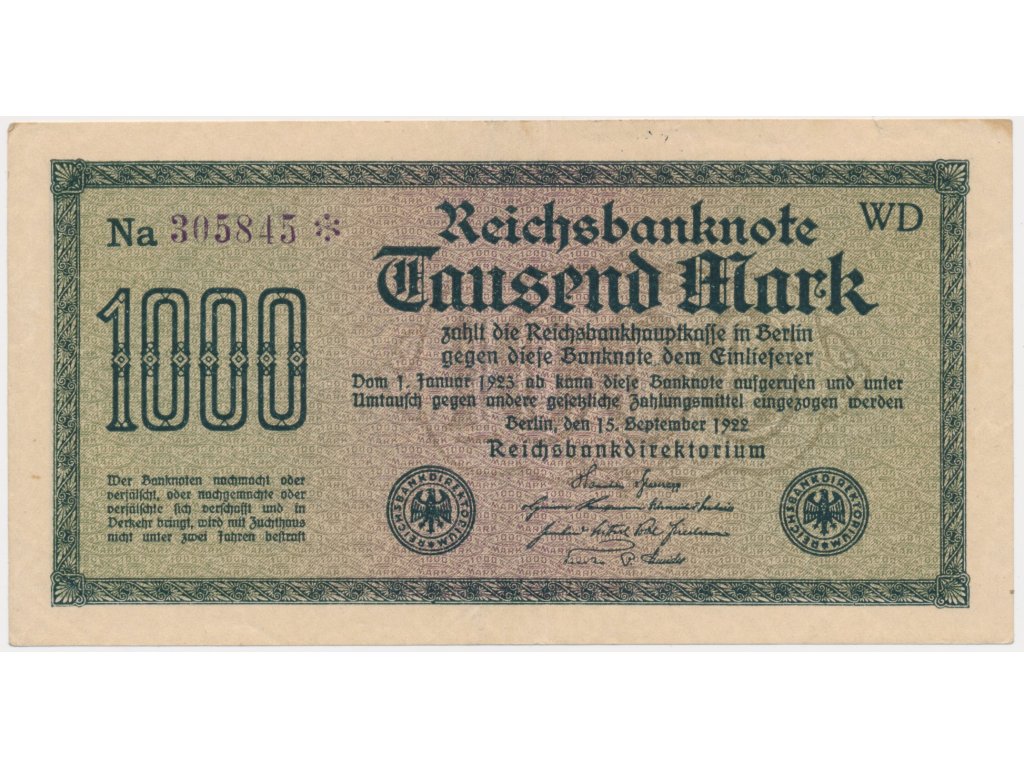 Na 305845 *
WD
Reichsbanknote
Tausend Mark
1000
zahlt die Reichsbankhauptkasse in Berlin
gegen diese Banknote dem Einlieferer
Vom 1. Januar 1923 ab kann diese Banknote aufgerufen und unter
Umtausch gegen andere gesetzliche Zahlungsmittel eingezogen werden
Berlin, den 15. September 1922
Reichsbankdirektorium
Wer Banknoten nachmacht oder
verfälscht, oder nachgemachte oder
verfälschte sich verschafft und in
Verkehr bringt, wird mit Zuchthaus
nicht unter zwei Jahren bestraft
REICHSBANKDIREKTORIUM
REICHSBANKDIREKTORIUM